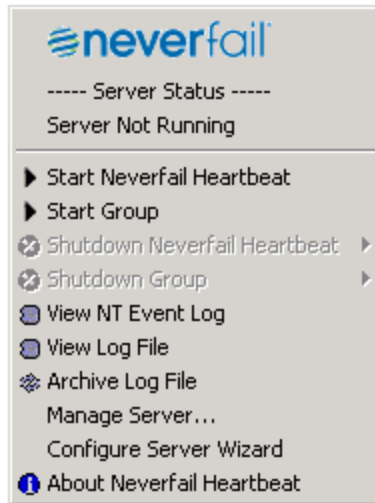 neverfail
----- Server Status -----
Server Not Running
Start Neverfail Heartbeat
Start Group
Shutdown Neverfail Heartbeat
Shutdown Group
View NT Event Log
View Log File
Archive Log File
Manage Server...
Configure Server Wizard
About Neverfail Heartbeat